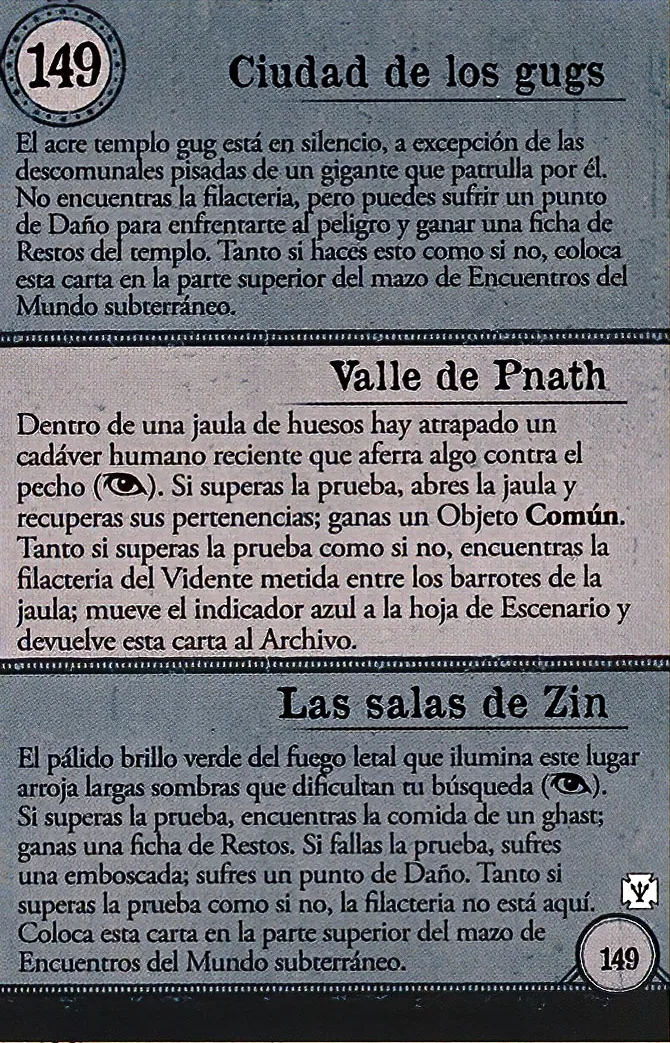 149
Ciudad de los gugs
El acre templo gug está en silencio, a excepción de las
descomunales pisadas de un gigante que patrulla por él.
No encuentras la filacteria, pero puedes sufrir un punto
de Daño para enfrentarte al peligro y ganar una ficha de
Restos del templo. Tanto si haces esto como si no, coloca
esta carta en la parte superior del mazo de Encuentros del
Mundo subterráneo.
Valle de Pnath
Dentro de una jaula de huesos hay atrapado un
cadáver humano reciente que aferra algo contra el
pecho (). Si superas la prueba, abres la jaula y
recuperas sus pertenencias; ganas un Objeto Común.
Tanto si superas la prueba como si no, encuentras la
filacteria del Vidente metida entre los barrotes de la
jaula; mueve el indicador azul a la hoja de Escenario y
devuelve esta carta al Archivo.
Las salas de Zin
El pálido brillo verde del fuego letal que ilumina este lugar
arroja largas sombras que dificultan tu búsqueda ().
Si superas la prueba, encuentras la comida de un ghast;
ganas una ficha de Restos. Si fallas la prueba, sufres
una emboscada; sufres un punto de Daño. Tanto si
superas la prueba como si no, la filacteria no está aquí.
Coloca esta carta en la parte superior del mazo de
Encuentros del Mundo subterráneo.
149